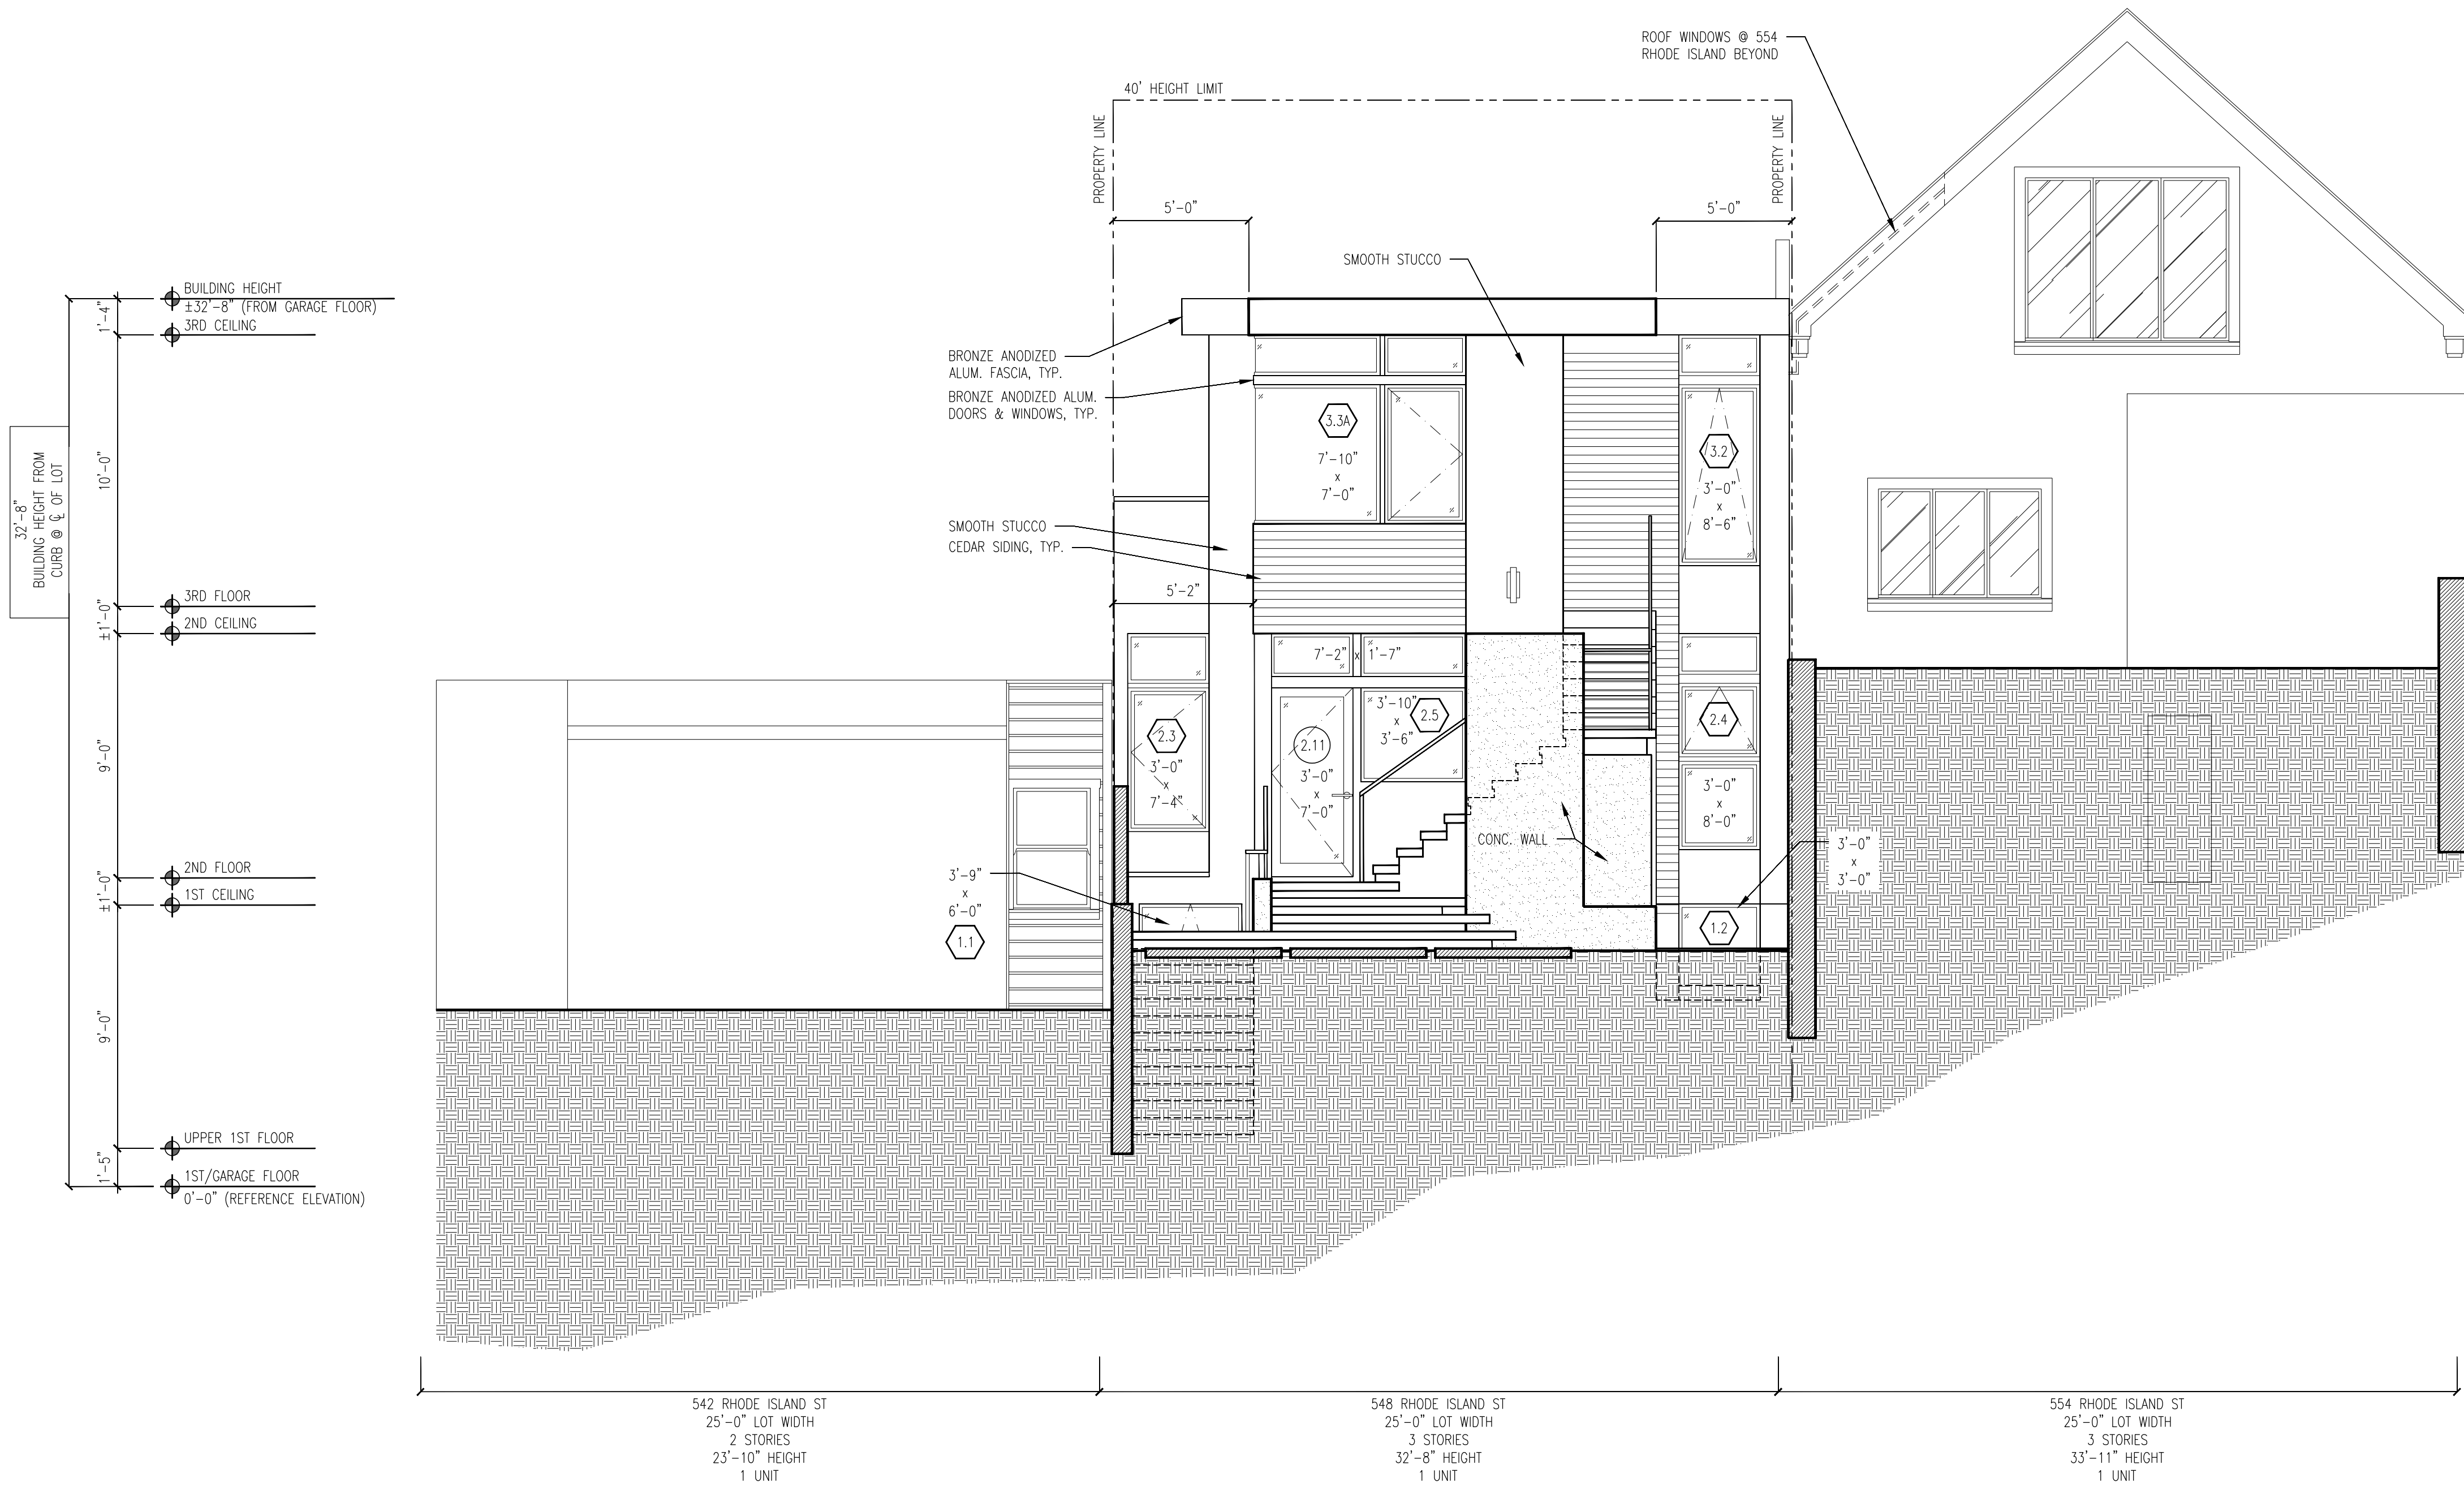 ROOF WINDOWS @ 554
RHODE ISLAND BEYOND
40' HEIGHT LIMIT
PROPERTY LINE
PROPERTY LINE
5'-0"
5'-0"
SMOOTH STUCCO
BUILDING HEIGHT
±32'-8" (FROM GARAGE FLOOR)
3RD CEILING
1'-4"
BRONZE ANODIZED
ALUM. FASCIA, TYP.
BRONZE ANODIZED ALUM.
DOORS & WINDOWS, TYP.
3.3A
7'-10"
x
7'-0"
3.2
3'-0"
x
8'-6"
10'-0"
32'-8"
BUILDING HEIGHT FROM
CURB @ ℄ OF LOT
SMOOTH STUCCO
CEDAR SIDING, TYP.
5'-2"
3RD FLOOR
±1'-0"
2ND CEILING
7'-2" x 1'-7"
2.3
3'-0"
x
7'-4"
2.11
3'-0"
x
7'-0"
3'-10"
x
3'-6"
2.5
2.4
3'-0"
x
8'-0"
9'-0"
CONC. WALL
3'-0"
x
3'-0"
2ND FLOOR
±1'-0"
1ST CEILING
3'-9"
x
6'-0"
1.1
1.2
9'-0"
UPPER 1ST FLOOR
1'-5"
1ST/GARAGE FLOOR
0'-0" (REFERENCE ELEVATION)
542 RHODE ISLAND ST
25'-0" LOT WIDTH
2 STORIES
23'-10" HEIGHT
1 UNIT
548 RHODE ISLAND ST
25'-0" LOT WIDTH
3 STORIES
32'-8" HEIGHT
1 UNIT
554 RHODE ISLAND ST
25'-0" LOT WIDTH
3 STORIES
33'-11" HEIGHT
1 UNIT